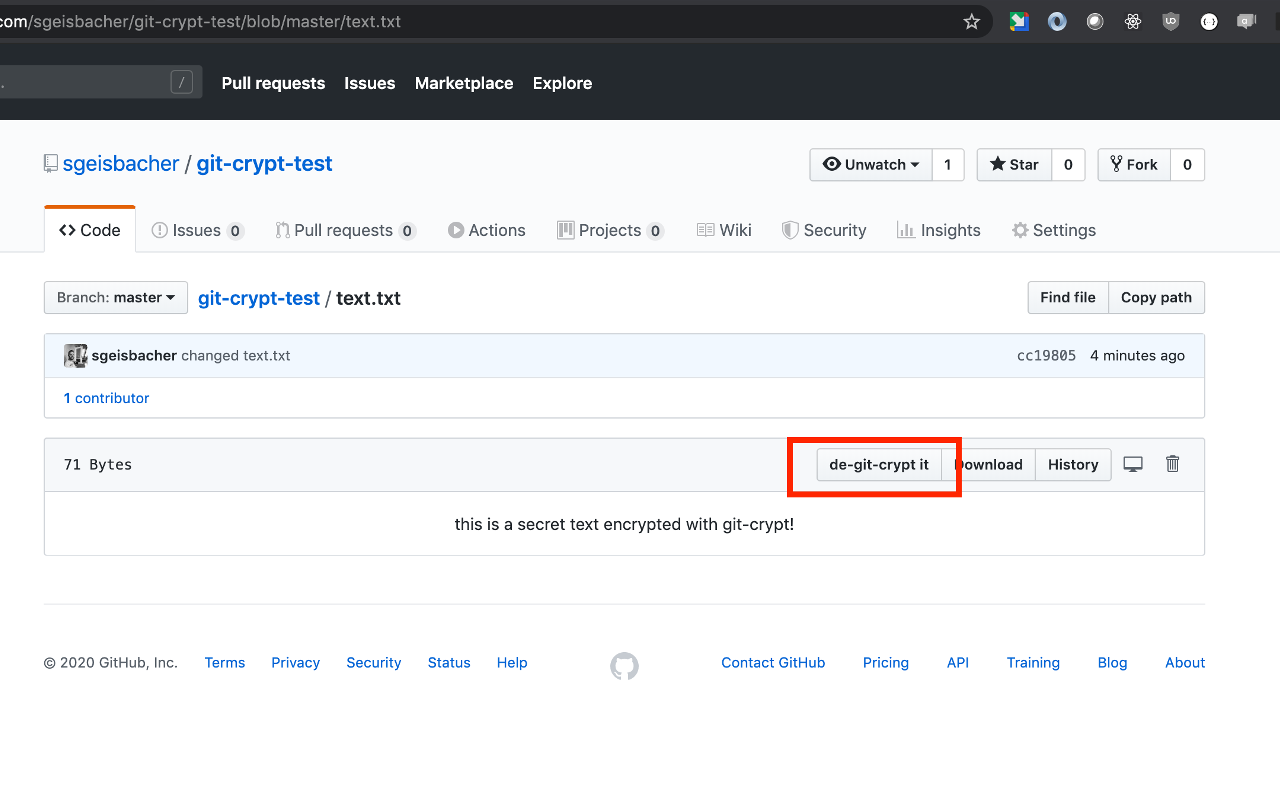 com/sgeisbacher/git-crypt-test/blob/master/text.txt
/ Pull requests Issues Marketplace Explore
sgeisbacher / git-crypt-test Unwatch 1 Star 0 Fork 0
Code Issues 0 Pull requests 0 Actions Projects 0 Wiki Security Insights Settings
Branch: master git-crypt-test / text.txt Find file Copy path
sgeisbacher changed text.txt cc19805 4 minutes ago
1 contributor
71 Bytes de-git-crypt it Download History
this is a secret text encrypted with git-crypt!
© 2020 GitHub, Inc. Terms Privacy Security Status Help Contact GitHub Pricing API Training Blog About